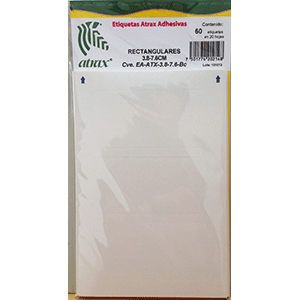 Etiquetas Atrax Adhesivas
Contenido:
60 etiquetas
en 20 hojas
RECTANGULARES
3.8-7.6CM
Cve. EA-ATX-3.8-7.6-Bc
atrax